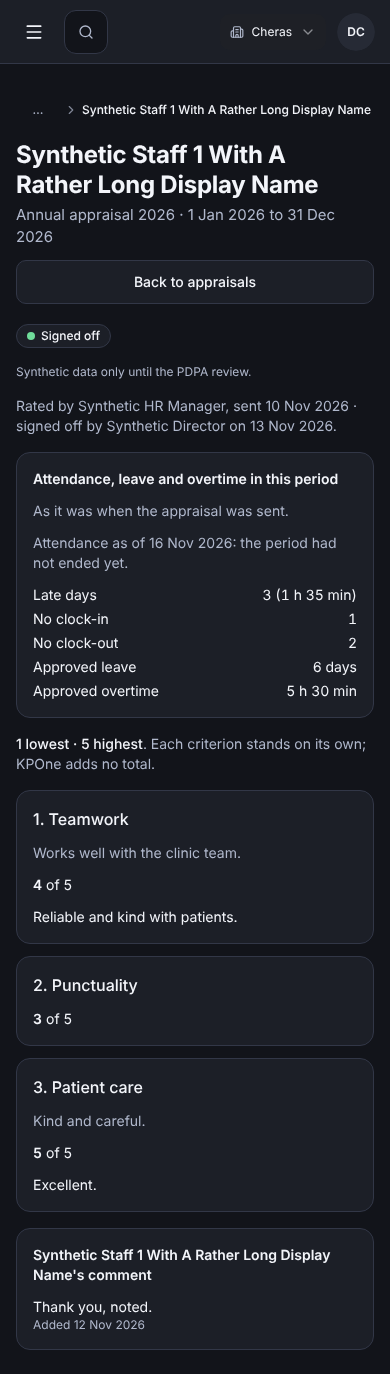 Cheras
DC
...
Synthetic Staff 1 With A Rather Long Display Name
Synthetic Staff 1 With A
Rather Long Display Name
Annual appraisal 2026 · 1 Jan 2026 to 31 Dec
2026
Back to appraisals
Signed off
Synthetic data only until the PDPA review.
Rated by Synthetic HR Manager, sent 10 Nov 2026 ·
signed off by Synthetic Director on 13 Nov 2026.
Attendance, leave and overtime in this period
As it was when the appraisal was sent.
Attendance as of 16 Nov 2026: the period had
not ended yet.
Late days 3 (1 h 35 min)
No clock-in 1
No clock-out 2
Approved leave 6 days
Approved overtime 5 h 30 min
1 lowest · 5 highest. Each criterion stands on its own;
KPOne adds no total.
1. Teamwork
Works well with the clinic team.
4 of 5
Reliable and kind with patients.
2. Punctuality
3 of 5
3. Patient care
Kind and careful.
5 of 5
Excellent.
Synthetic Staff 1 With A Rather Long Display
Name's comment
Thank you, noted.
Added 12 Nov 2026